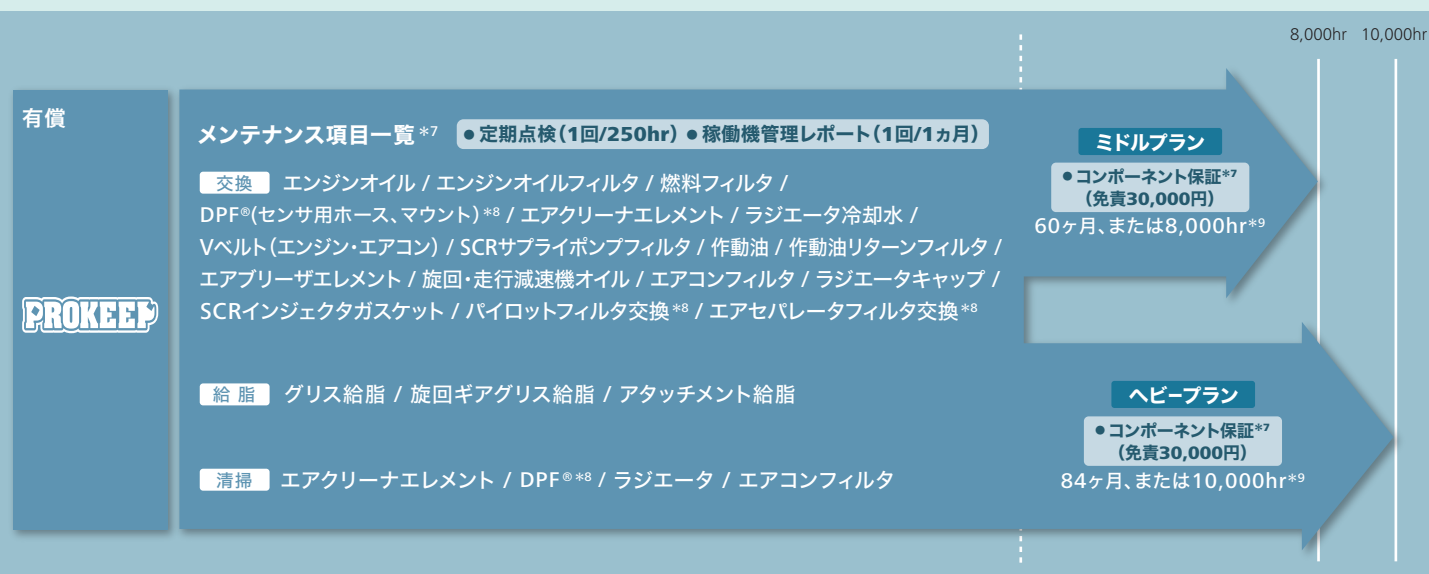 8,000hr 10,000hr
有償
PROKEEP
メンテナンス項目一覧*7 ●定期点検(1回/250hr) ●稼働機管理レポート(1回/1ヵ月)
交換 エンジンオイル / エンジンオイルフィルタ / 燃料フィルタ /
DPF®(センサ用ホース、マウント)*8 / エアクリーナエレメント / ラジエータ冷却水 /
Vベルト(エンジン・エアコン) / SCRサプライポンプフィルタ / 作動油 / 作動油リターンフィルタ /
エアブリーザエレメント / 旋回・走行減速機オイル / エアコンフィルタ / ラジエータキャップ /
SCRインジェクタガスケット / パイロットフィルタ交換*8 / エアセパレータフィルタ交換*8
給脂 グリス給脂 / 旋回ギアグリス給脂 / アタッチメント給脂
清掃 エアクリーナエレメント / DPF®*8 / ラジエータ / エアコンフィルタ
ミドルプラン
●コンポーネント保証*7
(免責30,000円)
60ヶ月、または8,000hr*9
ヘビープラン
●コンポーネント保証*7
(免責30,000円)
84ヶ月、または10,000hr*9